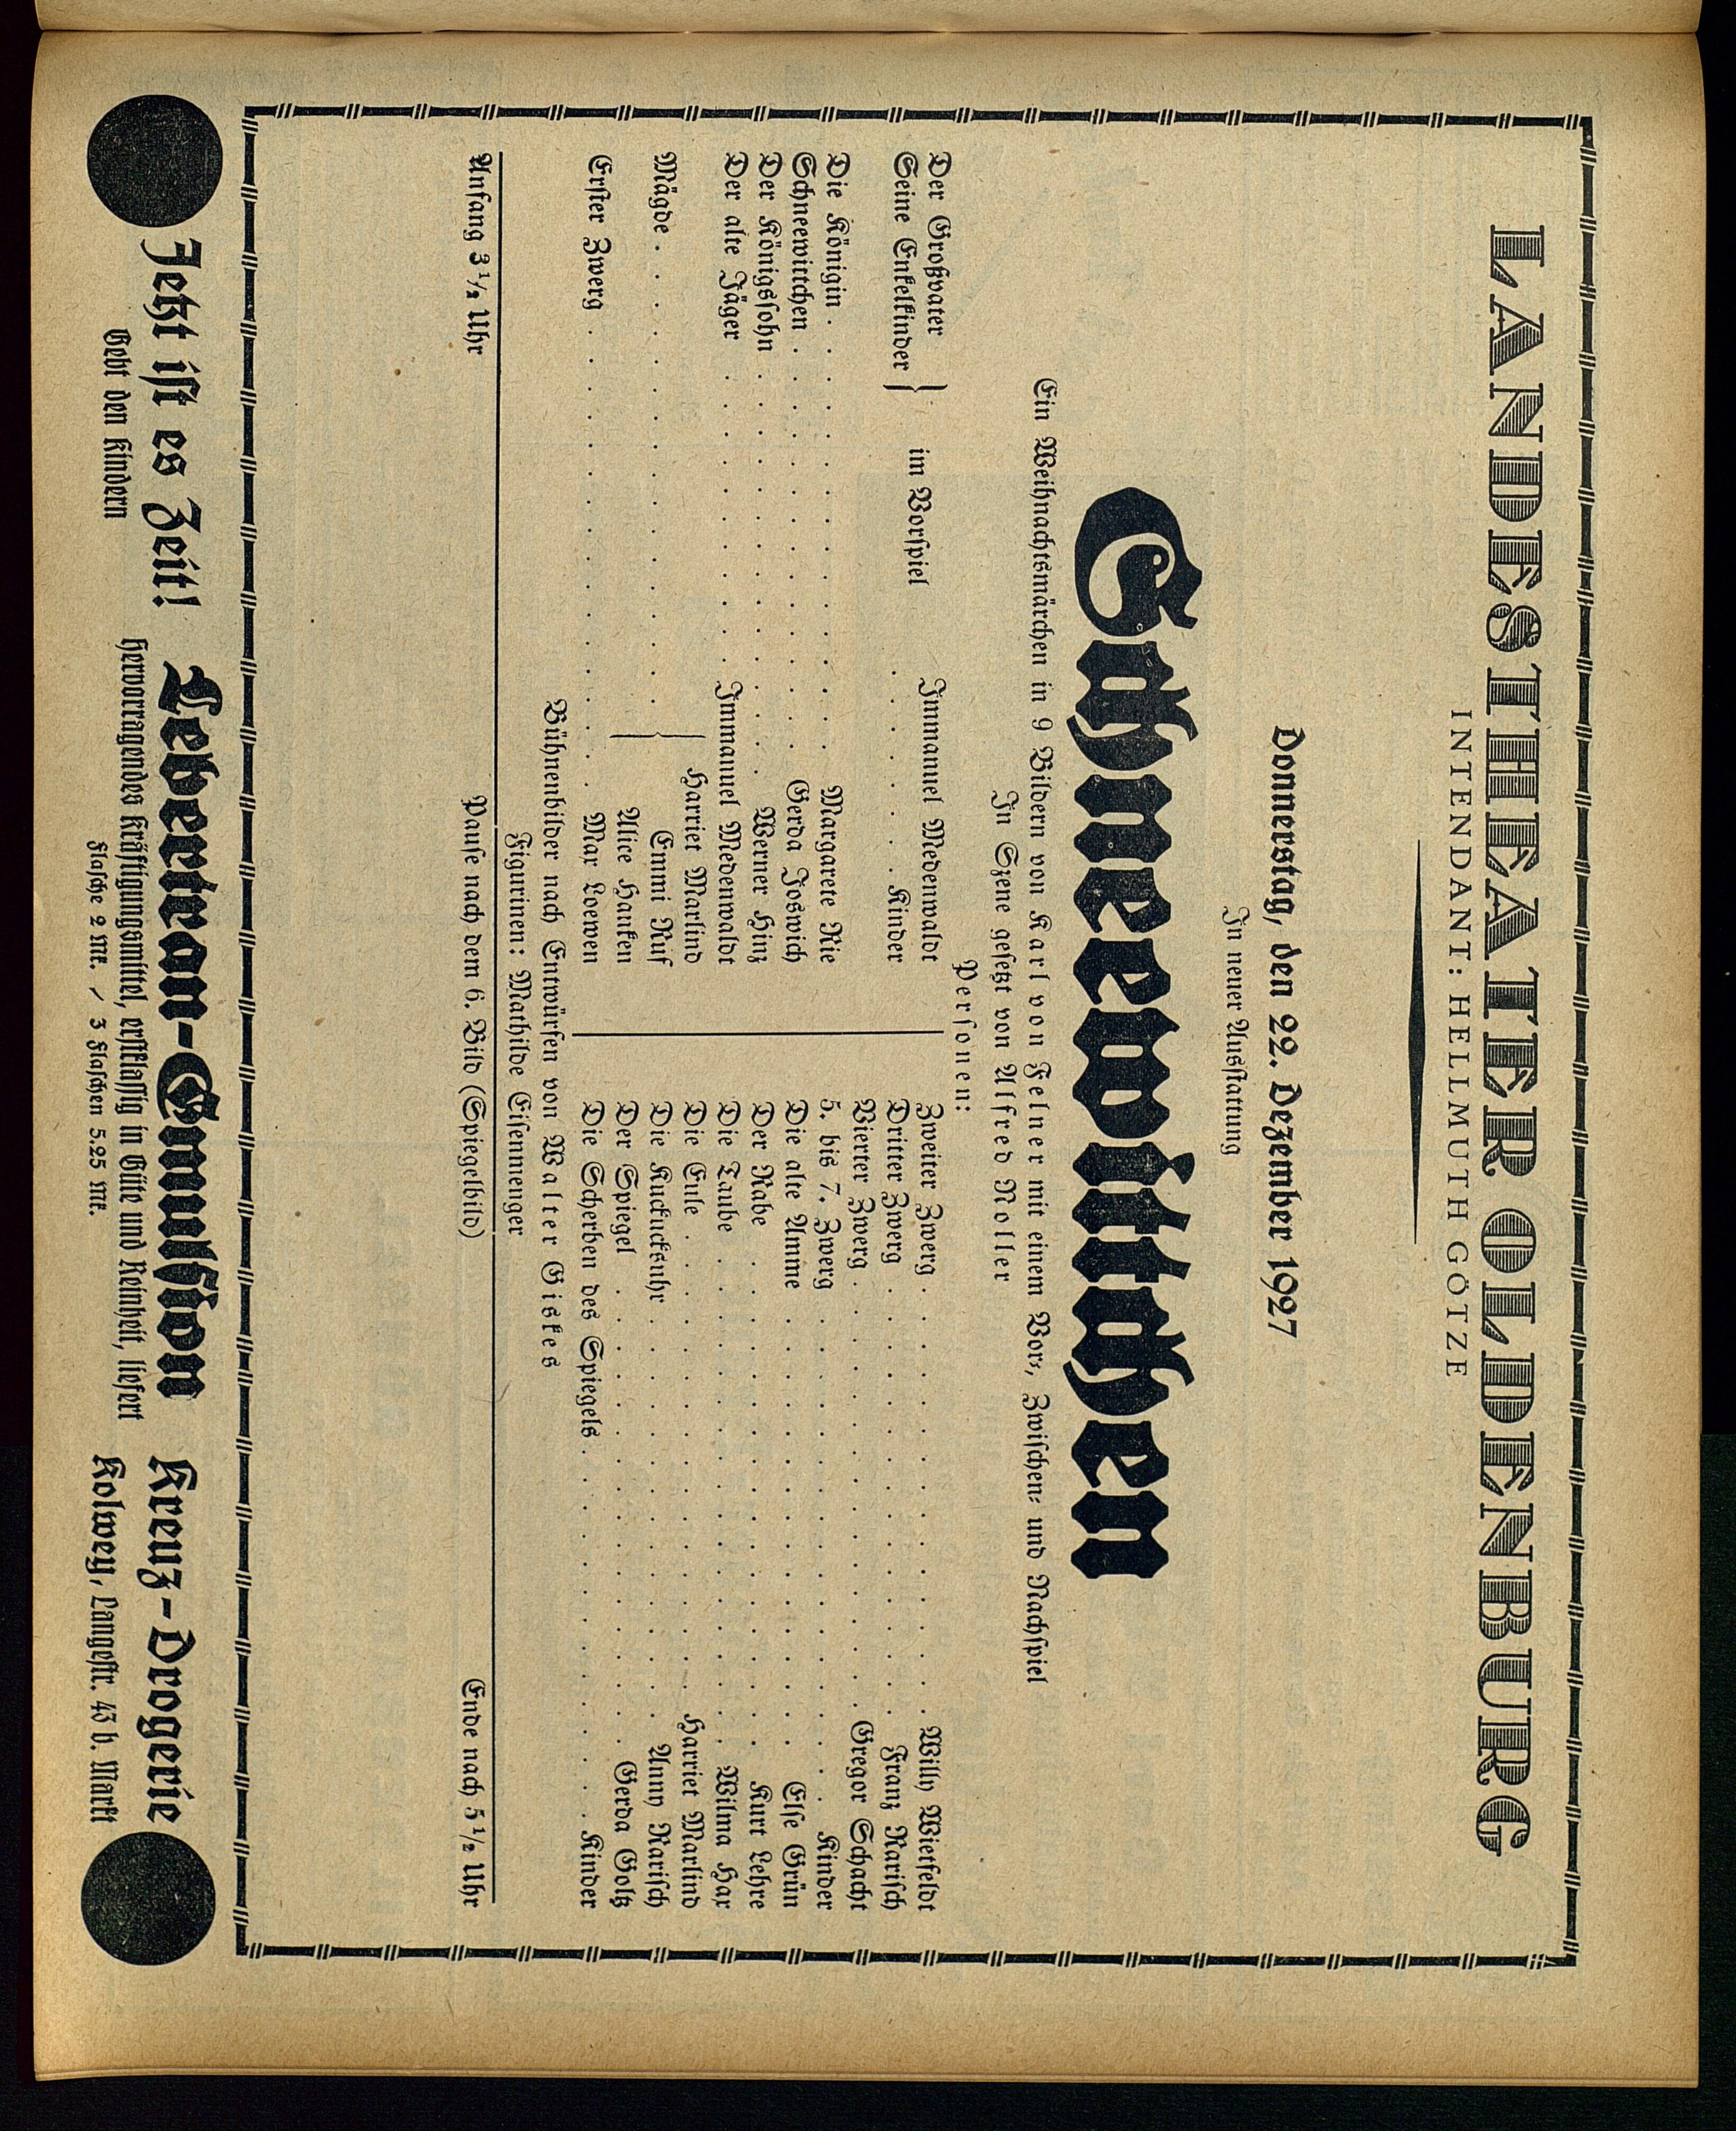 LANDESTHEATER OLDENBURG
INTENDANT: HELLMUTH GÖTZE
Donnerstag, den 22. Dezember 1927
In neuer Ausstattung
Schneewittchen
Ein Weihnachtsmärchen in 9 Bildern von Karl von Felner mit einem Vor-, Zwischen- und Nachspiel
In Szene gesetzt von Alfred Noller
Personen:
Der Großvater } im Vorspiel Immanuel Medenwaldt
Seine Enkelkinder } . . . . . Kinder
Die Königin . . . . . . . . . . Margarete Rie
Schneewittchen . . . . . . . . . . Gerda Joswich
Der Königssohn . . . . . . . . . . Werner Hinz
Der alte Jäger . . . . . . . Immanuel Medenwaldt
Mägde . . . . . . . . . . { Harriet Marlind
Emmi Ruf
Alice Hanken
Erster Zwerg . . . . . . . . . . Max Loewen
Zweiter Zwerg . . . . . . . . . . Willy Wietfeldt
Dritter Zwerg . . . . . . . . . . Franz Rarisch
Vierter Zwerg . . . . . . . . . . Gregor Schacht
5. bis 7. Zwerg . . . . . . . . . . Kinder
Die alte Amme . . . . . . . . . . Else Grün
Der Rabe . . . . . . . . . . Kurt Lehre
Die Taube . . . . . . . . . . Wilma Har
Die Eule . . . . . . . . . . Harriet Marlind
Die Kuckucksuhr . . . . . . . . . . Anny Rarisch
Der Spiegel . . . . . . . . . . Gerda Goltz
Die Scherben des Spiegels . . . . . . . . . . Kinder
Bühnenbilder nach Entwürfen von Walter Giskes
Figurinen: Mathilde Eisenmenger
Anfang 3½ Uhr Pause nach dem 6. Bild (Spiegelbild) Ende nach 5½ Uhr
Jetzt ist es Zeit!
Gebt den Kindern
Lebertran-Emulsion
Hervorragendes Kräftigungsmittel, erstklassig in Güte und Reinheit, liefert
Flasche 2 Mk. / 3 Flaschen 5.25 Mk.
Kreuz-Drogerie
Kolwey, Langestr. 43 b. Markt